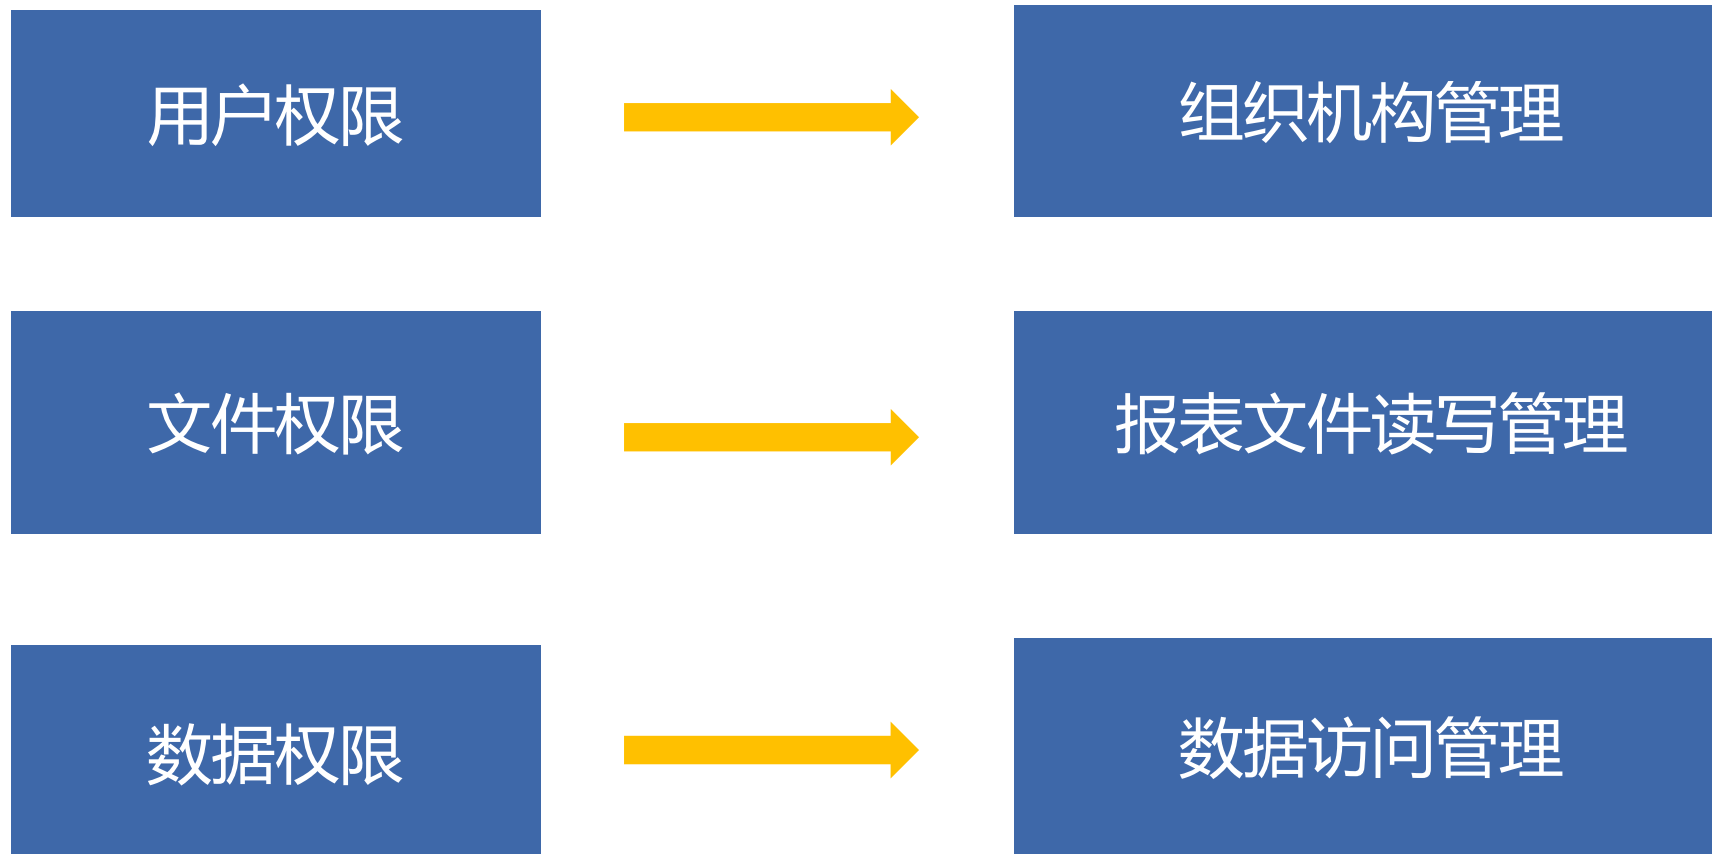 用户权限
组织机构管理
文件权限
报表文件读写管理
数据权限
数据访问管理